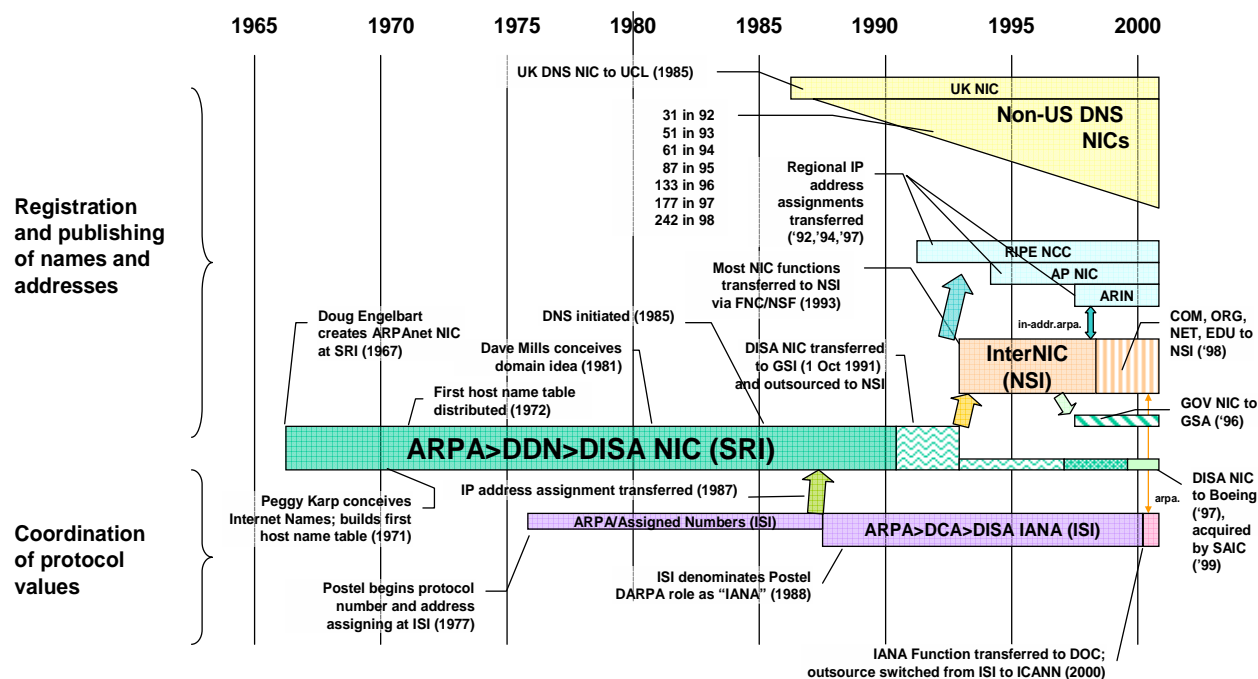 1965 1970 1975 1980 1985 1990 1995 2000
UK DNS NIC to UCL (1985)
UK NIC
Non-US DNS
NICs
31 in 92
51 in 93
61 in 94
87 in 95
133 in 96
177 in 97
242 in 98
Regional IP
address
assignments
transferred
(‘92,’94,’97)
Registration
and publishing
of names and
addresses
RIPE NCC
AP NIC
ARIN
Most NIC functions
transferred to NSI
via FNC/NSF (1993)
in-addr.arpa.
COM, ORG,
NET, EDU to
NSI (’98)
Doug Engelbart
creates ARPAnet NIC
at SRI (1967)
DNS initiated (1985)
Dave Mills conceives
domain idea (1981)
DISA NIC transferred
to GSI (1 Oct 1991)
and outsourced to NSI
InterNIC
(NSI)
First host name table
distributed (1972)
GOV NIC to
GSA (‘96)
ARPA>DDN>DISA NIC (SRI)
Peggy Karp conceives
Internet Names; builds first
host name table (1971)
IP address assignment transferred (1987)
DISA NIC
to Boeing
(’97),
acquired
by SAIC
(’99)
arpa.
Coordination
of protocol
values
ARPA/Assigned Numbers (ISI)
ARPA>DCA>DISA IANA (ISI)
Postel begins protocol
number and address
assigning at ISI (1977)
ISI denominates Postel
DARPA role as “IANA” (1988)
IANA Function transferred to DOC;
outsource switched from ISI to ICANN (2000)